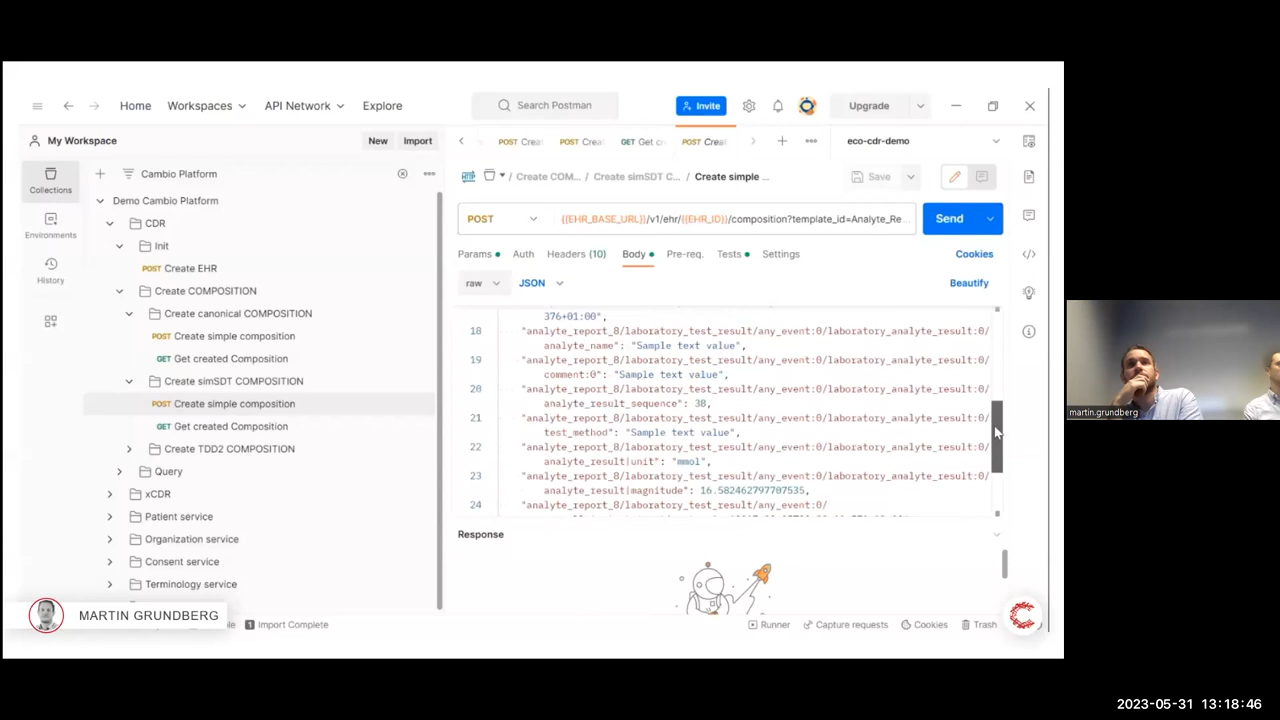 Home Workspaces API Network Explore Search Postman Invite Upgrade
My Workspace New Import POST Creat POST Creat GET Get cr POST Creat eco-cdr-demo
Collections
Environments
History
Cambio Platform
Demo Cambio Platform
CDR
Init
POST Create EHR
Create COMPOSITION
Create canonical COMPOSITION
POST Create simple composition
GET Get created Composition
Create simSDT COMPOSITION
POST Create simple composition
GET Get created Composition
Create TDD2 COMPOSITION
Query
xCDR
Patient service
Organization service
Consent service
Terminology service
HTTP / Create COM... / Create simSDT C... / Create simple ... Save
POST {{EHR_BASE_URL}}/v1/ehr/{{EHR_ID}}/composition?template_id=Analyte_Re... Send
Params Auth Headers (10) Body Pre-req. Tests Settings Cookies
raw JSON Beautify
376+01:00",
18 "analyte_report_8/laboratory_test_result/any_event:0/laboratory_analyte_result:0/
analyte_name": "Sample text value",
19 "analyte_report_8/laboratory_test_result/any_event:0/laboratory_analyte_result:0/
comment:0": "Sample text value",
20 "analyte_report_8/laboratory_test_result/any_event:0/laboratory_analyte_result:0/
analyte_result_sequence": 38,
21 "analyte_report_8/laboratory_test_result/any_event:0/laboratory_analyte_result:0/
test_method": "Sample text value",
22 "analyte_report_8/laboratory_test_result/any_event:0/laboratory_analyte_result:0/
analyte_result|unit": "mmol",
23 "analyte_report_8/laboratory_test_result/any_event:0/laboratory_analyte_result:0/
analyte_result|magnitude": 16.582462797707535,
24 "analyte_report_8/laboratory_test_result/any_event:0/
Response
MARTIN GRUNDBERG
1 Import Complete Runner Capture requests Cookies Trash
martin.grundberg
2023-05-31 13:18:46